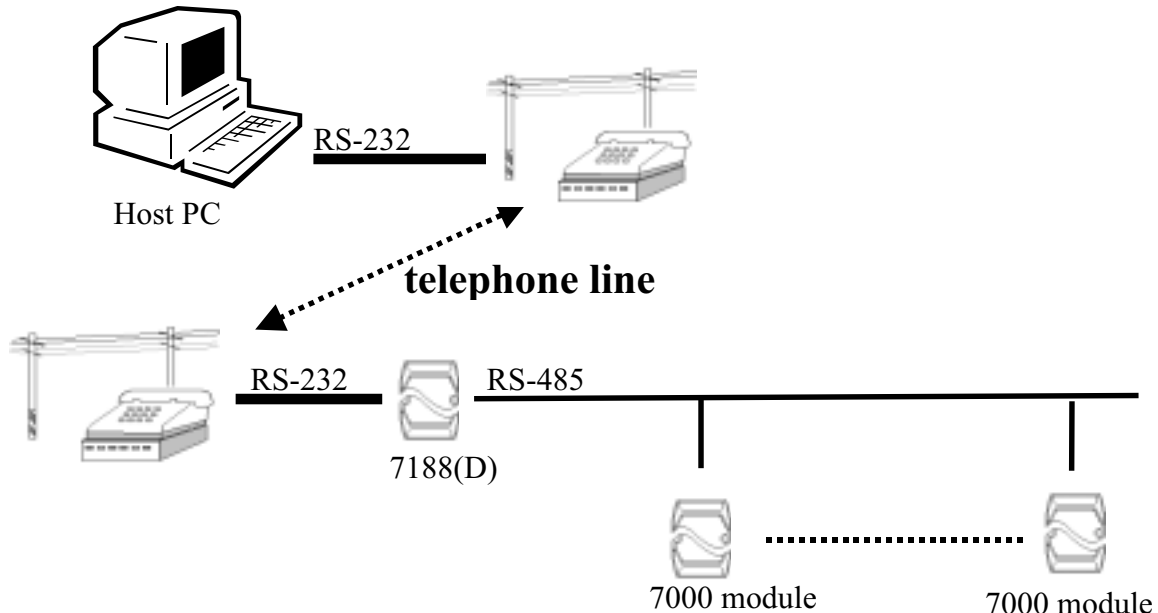 RS-232
Host PC
telephone line
RS-232
RS-485
7188(D)
7000 module
7000 module